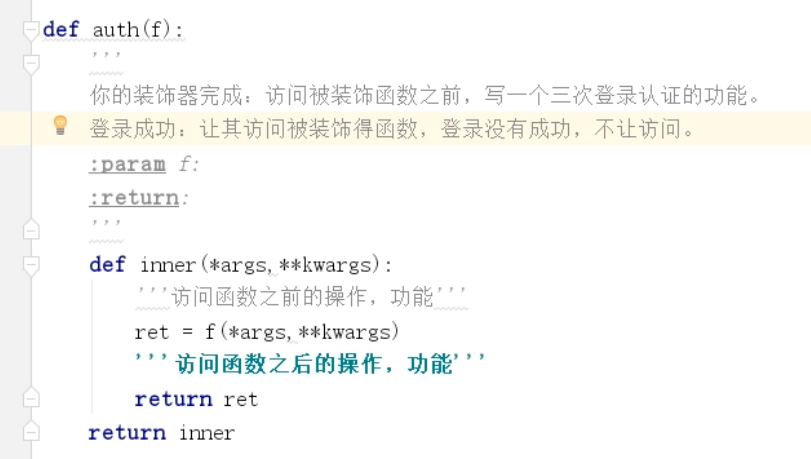 def auth(f):
'''
你的装饰器完成：访问被装饰函数之前，写一个三次登录认证的功能。
登录成功：让其访问被装饰得函数，登录没有成功，不让访问。
:param f:
:return:
'''
def inner(*args,**kwargs):
'''访问函数之前的操作，功能'''
ret = f(*args,**kwargs)
'''访问函数之后的操作，功能'''
return ret
return inner